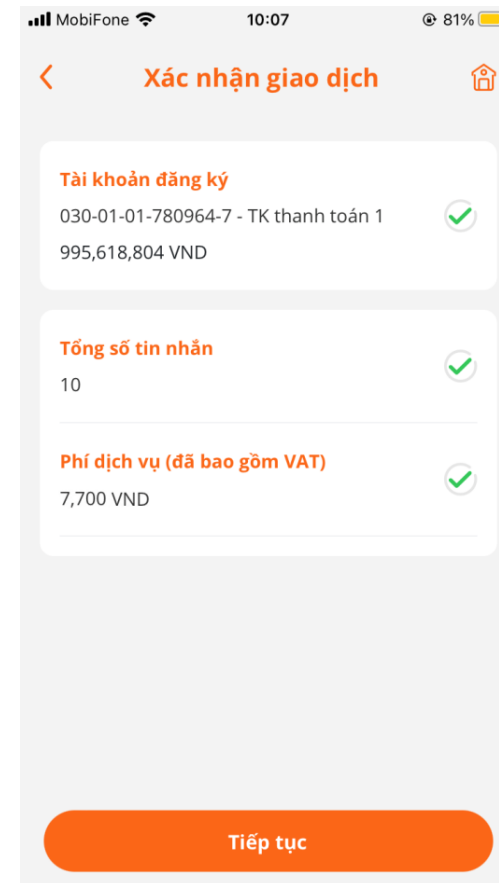 MobiFone 10:07 81%
Xác nhận giao dịch
Tài khoản đăng ký
030-01-01-780964-7 - TK thanh toán 1
995,618,804 VND
Tổng số tin nhắn
10
Phí dịch vụ (đã bao gồm VAT)
7,700 VND
Tiếp tục